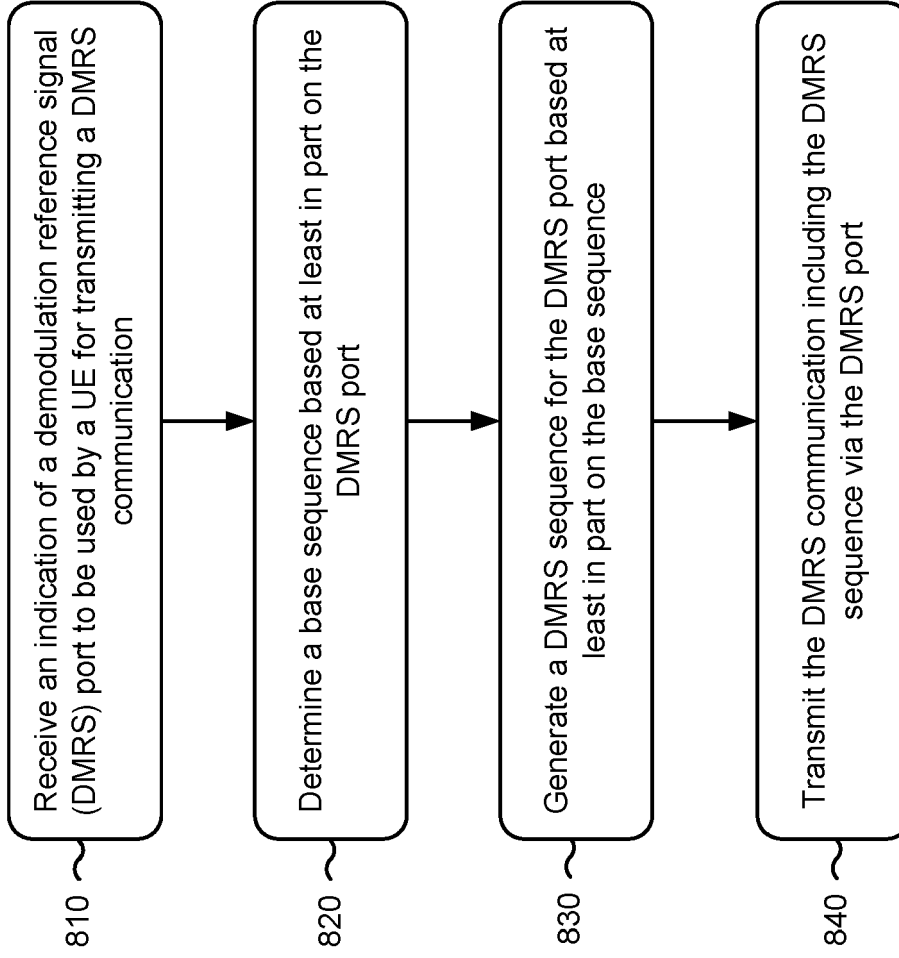 810
Receive an indication of a demodulation reference signal
(DMRS) port to be used by a UE for transmitting a DMRS
communication
820
Determine a base sequence based at least in part on the
DMRS port
830
Generate a DMRS sequence for the DMRS port based at
least in part on the base sequence
840
Transmit the DMRS communication including the DMRS
sequence via the DMRS port